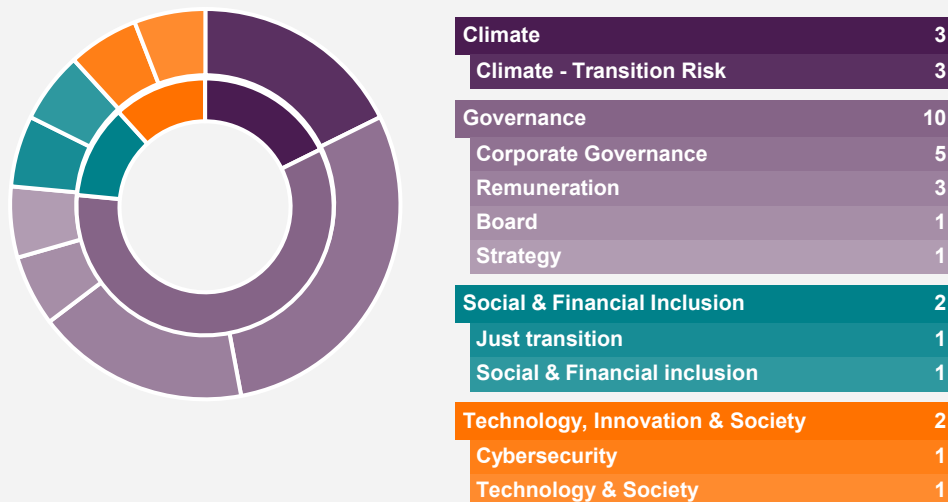 Climate 3
Climate - Transition Risk 3
Governance 10
Corporate Governance 5
Remuneration 3
Board 1
Strategy 1
Social & Financial Inclusion 2
Just transition 1
Social & Financial inclusion 1
Technology, Innovation & Society 2
Cybersecurity 1
Technology & Society 1